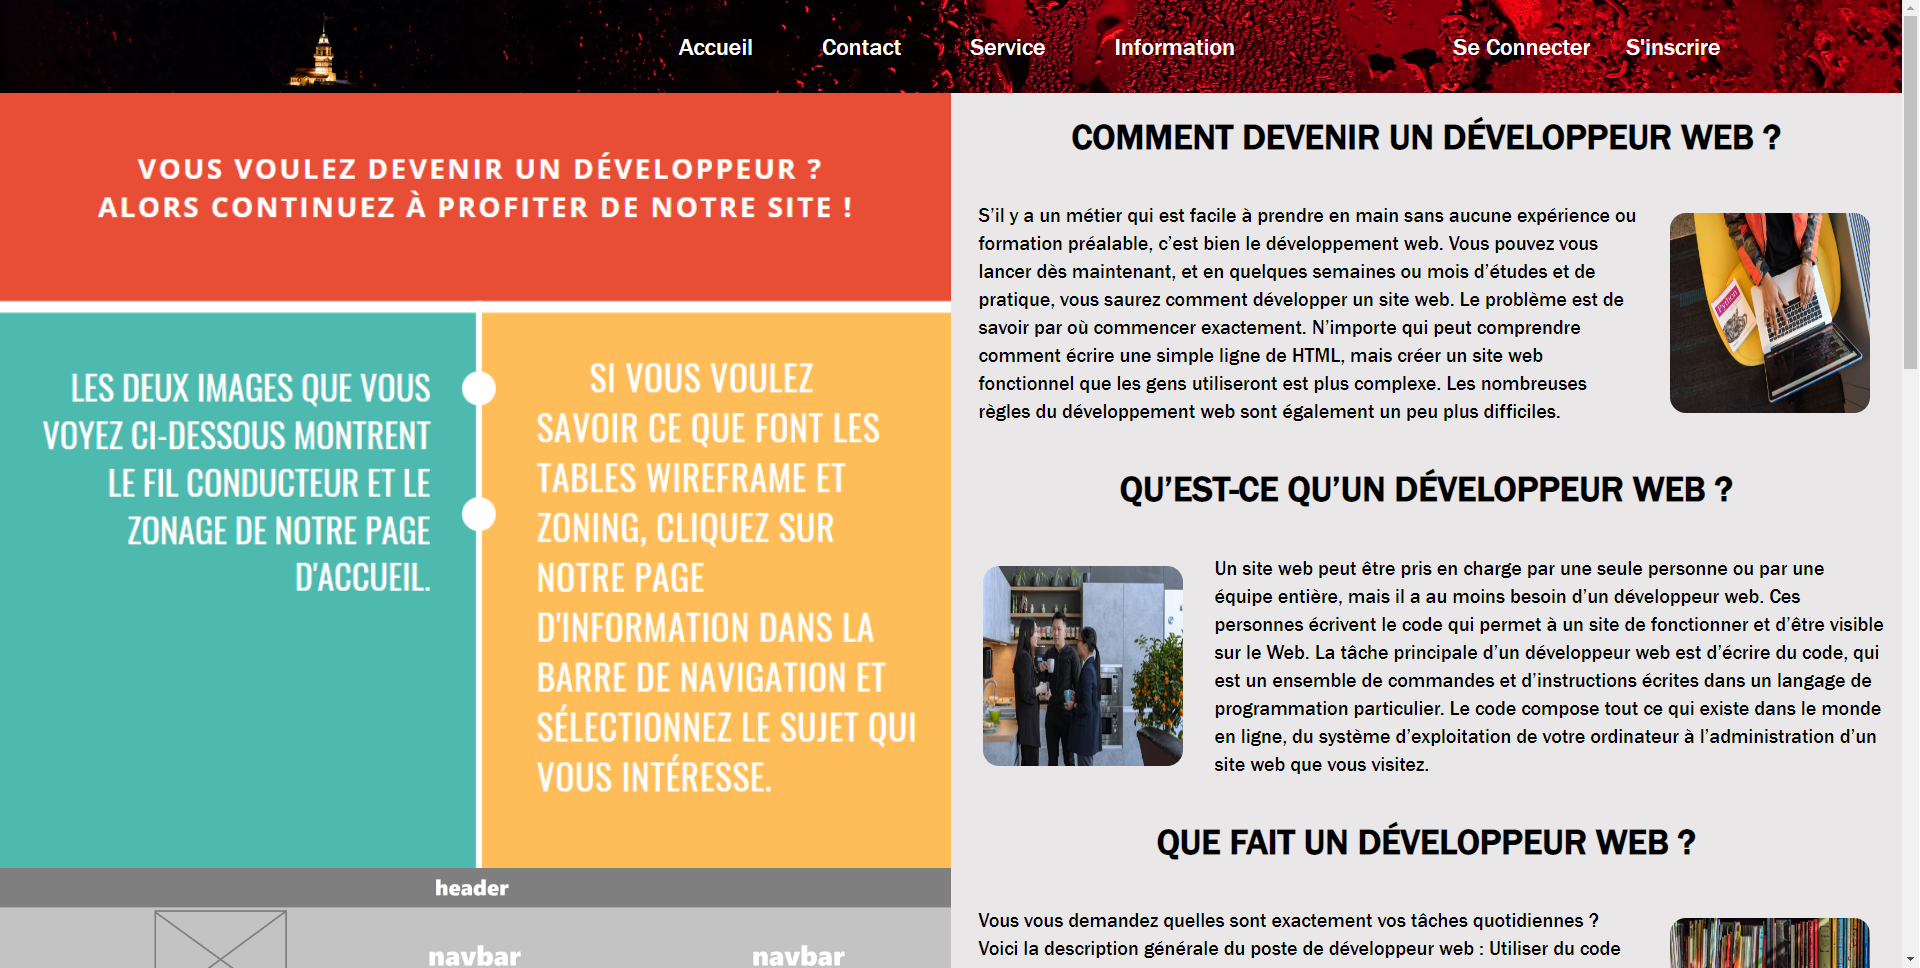 Accueil
Contact
Service
Information
Se Connecter
S'inscrire
VOUS VOULEZ DEVENIR UN DÉVELOPPEUR ?
ALORS CONTINUEZ À PROFITER DE NOTRE SITE !
LES DEUX IMAGES QUE VOUS
VOYEZ CI-DESSOUS MONTRENT
LE FIL CONDUCTEUR ET LE
ZONAGE DE NOTRE PAGE
D'ACCUEIL.
SI VOUS VOULEZ
SAVOIR CE QUE FONT LES
TABLES WIREFRAME ET
ZONING, CLIQUEZ SUR
NOTRE PAGE
D'INFORMATION DANS LA
BARRE DE NAVIGATION ET
SÉLECTIONNEZ LE SUJET QUI
VOUS INTÉRESSE.
header
navbar
navbar
COMMENT DEVENIR UN DÉVELOPPEUR WEB ?
S’il y a un métier qui est facile à prendre en main sans aucune expérience ou
formation préalable, c’est bien le développement web. Vous pouvez vous
lancer dès maintenant, et en quelques semaines ou mois d’études et de
pratique, vous saurez comment développer un site web. Le problème est de
savoir par où commencer exactement. N’importe qui peut comprendre
comment écrire une simple ligne de HTML, mais créer un site web
fonctionnel que les gens utiliseront est plus complexe. Les nombreuses
règles du développement web sont également un peu plus difficiles.
Python
QU’EST-CE QU’UN DÉVELOPPEUR WEB ?
Un site web peut être pris en charge par une seule personne ou par une
équipe entière, mais il a au moins besoin d’un développeur web. Ces
personnes écrivent le code qui permet à un site de fonctionner et d’être visible
sur le Web. La tâche principale d’un développeur web est d’écrire du code, qui
est un ensemble de commandes et d’instructions écrites dans un langage de
programmation particulier. Le code compose tout ce qui existe dans le monde
en ligne, du système d’exploitation de votre ordinateur à l’administration d’un
site web que vous visitez.
QUE FAIT UN DÉVELOPPEUR WEB ?
Vous vous demandez quelles sont exactement vos tâches quotidiennes ?
Voici la description générale du poste de développeur web : Utiliser du code